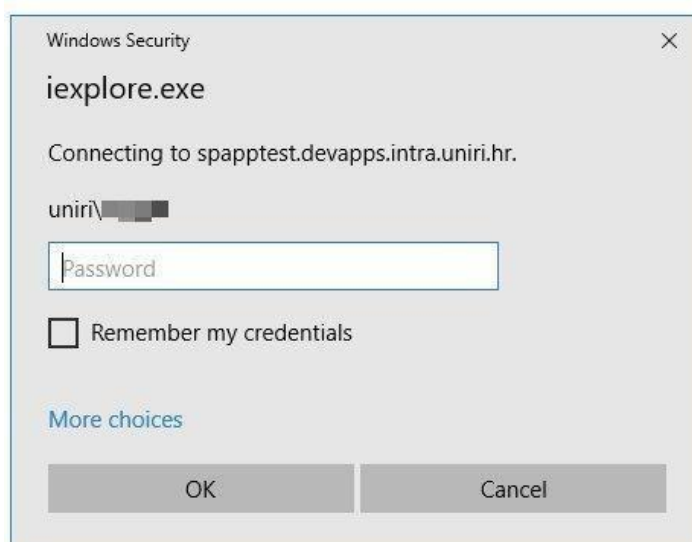 Windows Security
iexplore.exe
Connecting to spapptest.devapps.intra.uniri.hr.
uniri\
Password
Remember my credentials
More choices
OK Cancel